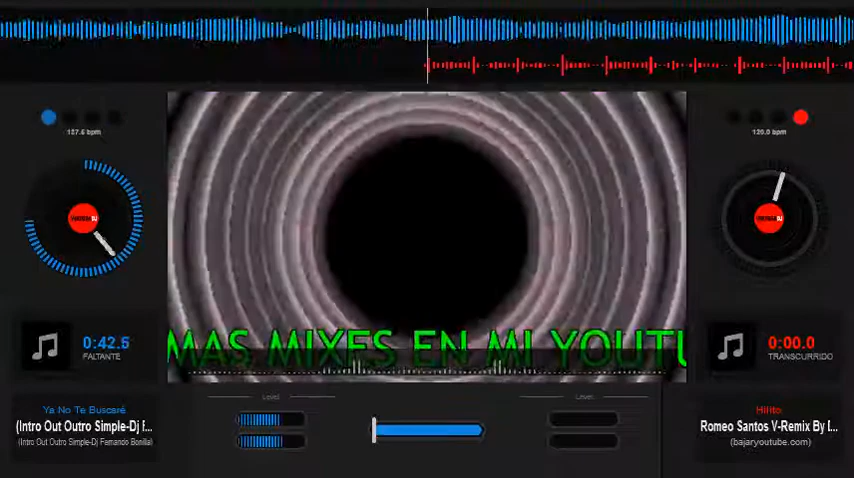 127.6 bpm
120.0 bpm
MAS MIXES EN MI YOUTU
0:42.5
FALTANTE
0:00.0
TRANSCURRIDO
Level
Level
Ya No Te Buscaré
(Intro Out Outro Simple-Dj F...
(Intro Out Outro Simple-Dj Fernando Bonilla)
Hilito
Romeo Santos V-Remix By I...
(bajaryoutube.com)